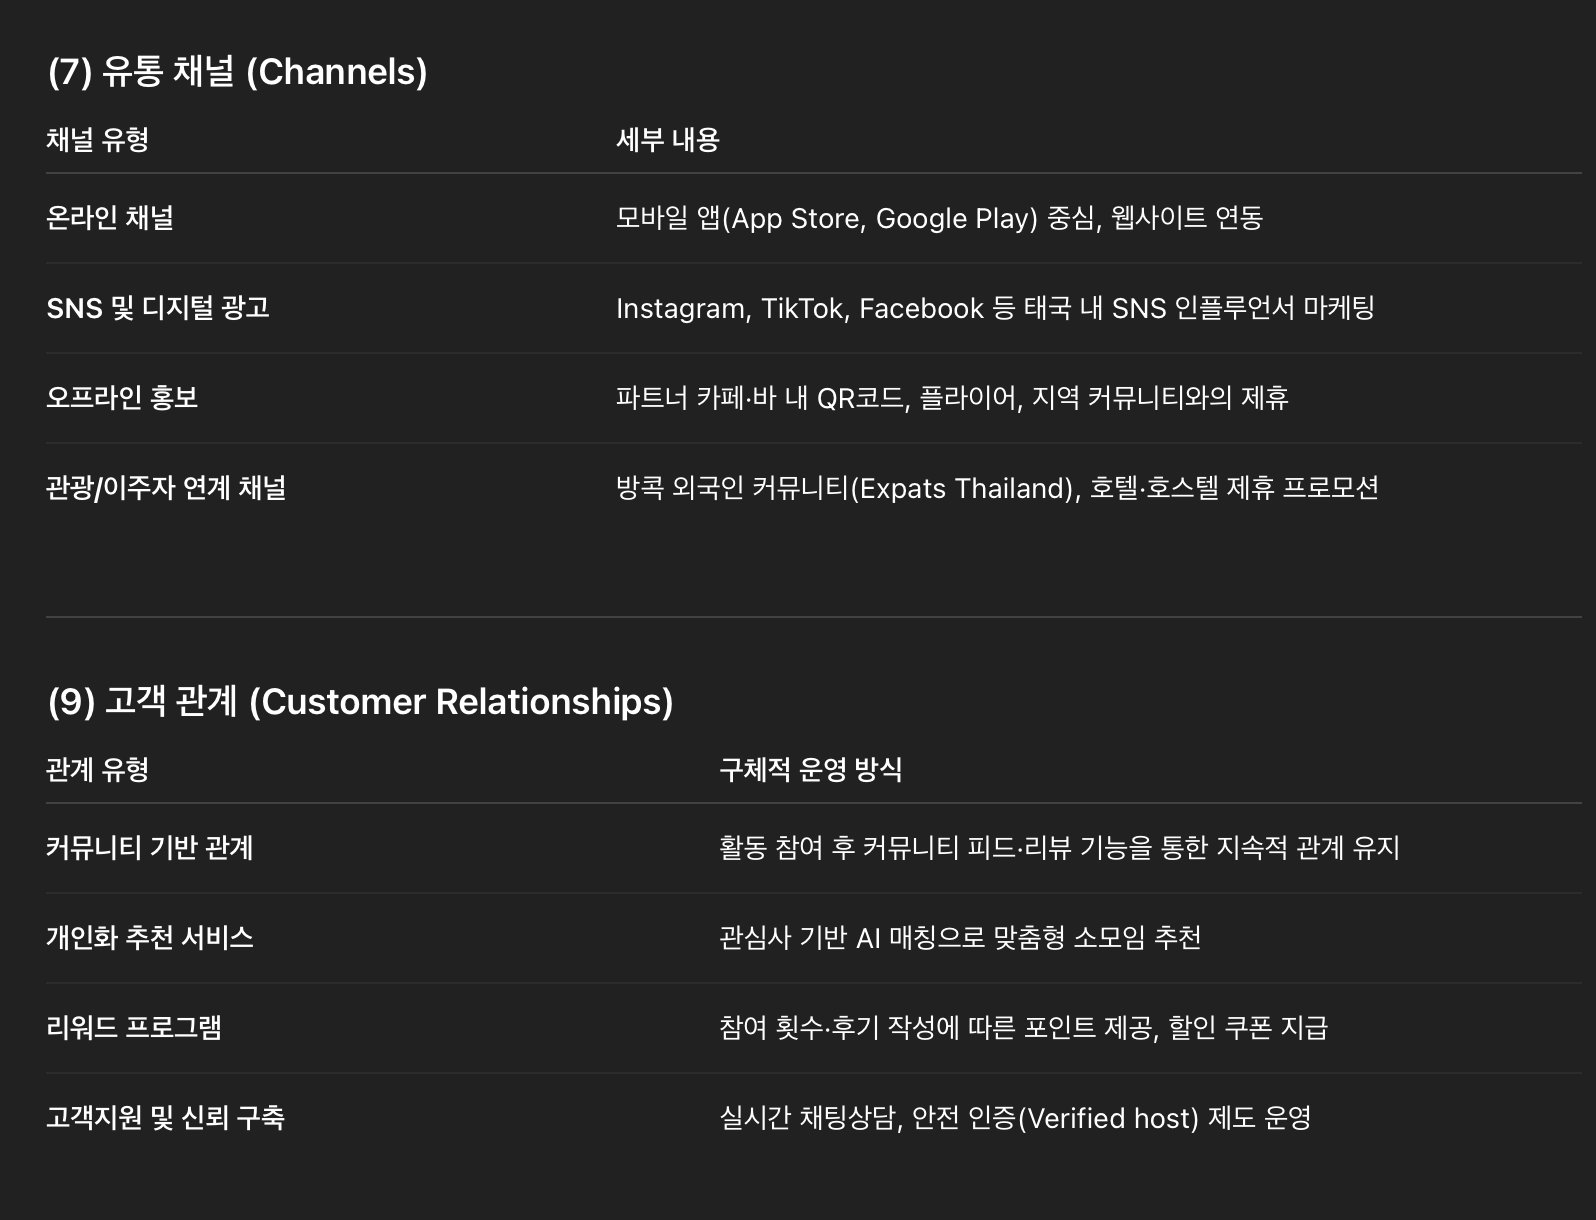 (7) 유통 채널 (Channels)
채널 유형 세부 내용
온라인 채널 모바일 앱(App Store, Google Play) 중심, 웹사이트 연동
SNS 및 디지털 광고 Instagram, TikTok, Facebook 등 태국 내 SNS 인플루언서 마케팅
오프라인 홍보 파트너 카페·바 내 QR코드, 플라이어, 지역 커뮤니티와의 제휴
관광/이주자 연계 채널 방콕 외국인 커뮤니티(Expats Thailand), 호텔·호스텔 제휴 프로모션
(9) 고객 관계 (Customer Relationships)
관계 유형 구체적 운영 방식
커뮤니티 기반 관계 활동 참여 후 커뮤니티 피드·리뷰 기능을 통한 지속적 관계 유지
개인화 추천 서비스 관심사 기반 AI 매칭으로 맞춤형 소모임 추천
리워드 프로그램 참여 횟수·후기 작성에 따른 포인트 제공, 할인 쿠폰 지급
고객지원 및 신뢰 구축 실시간 채팅상담, 안전 인증(Verified host) 제도 운영